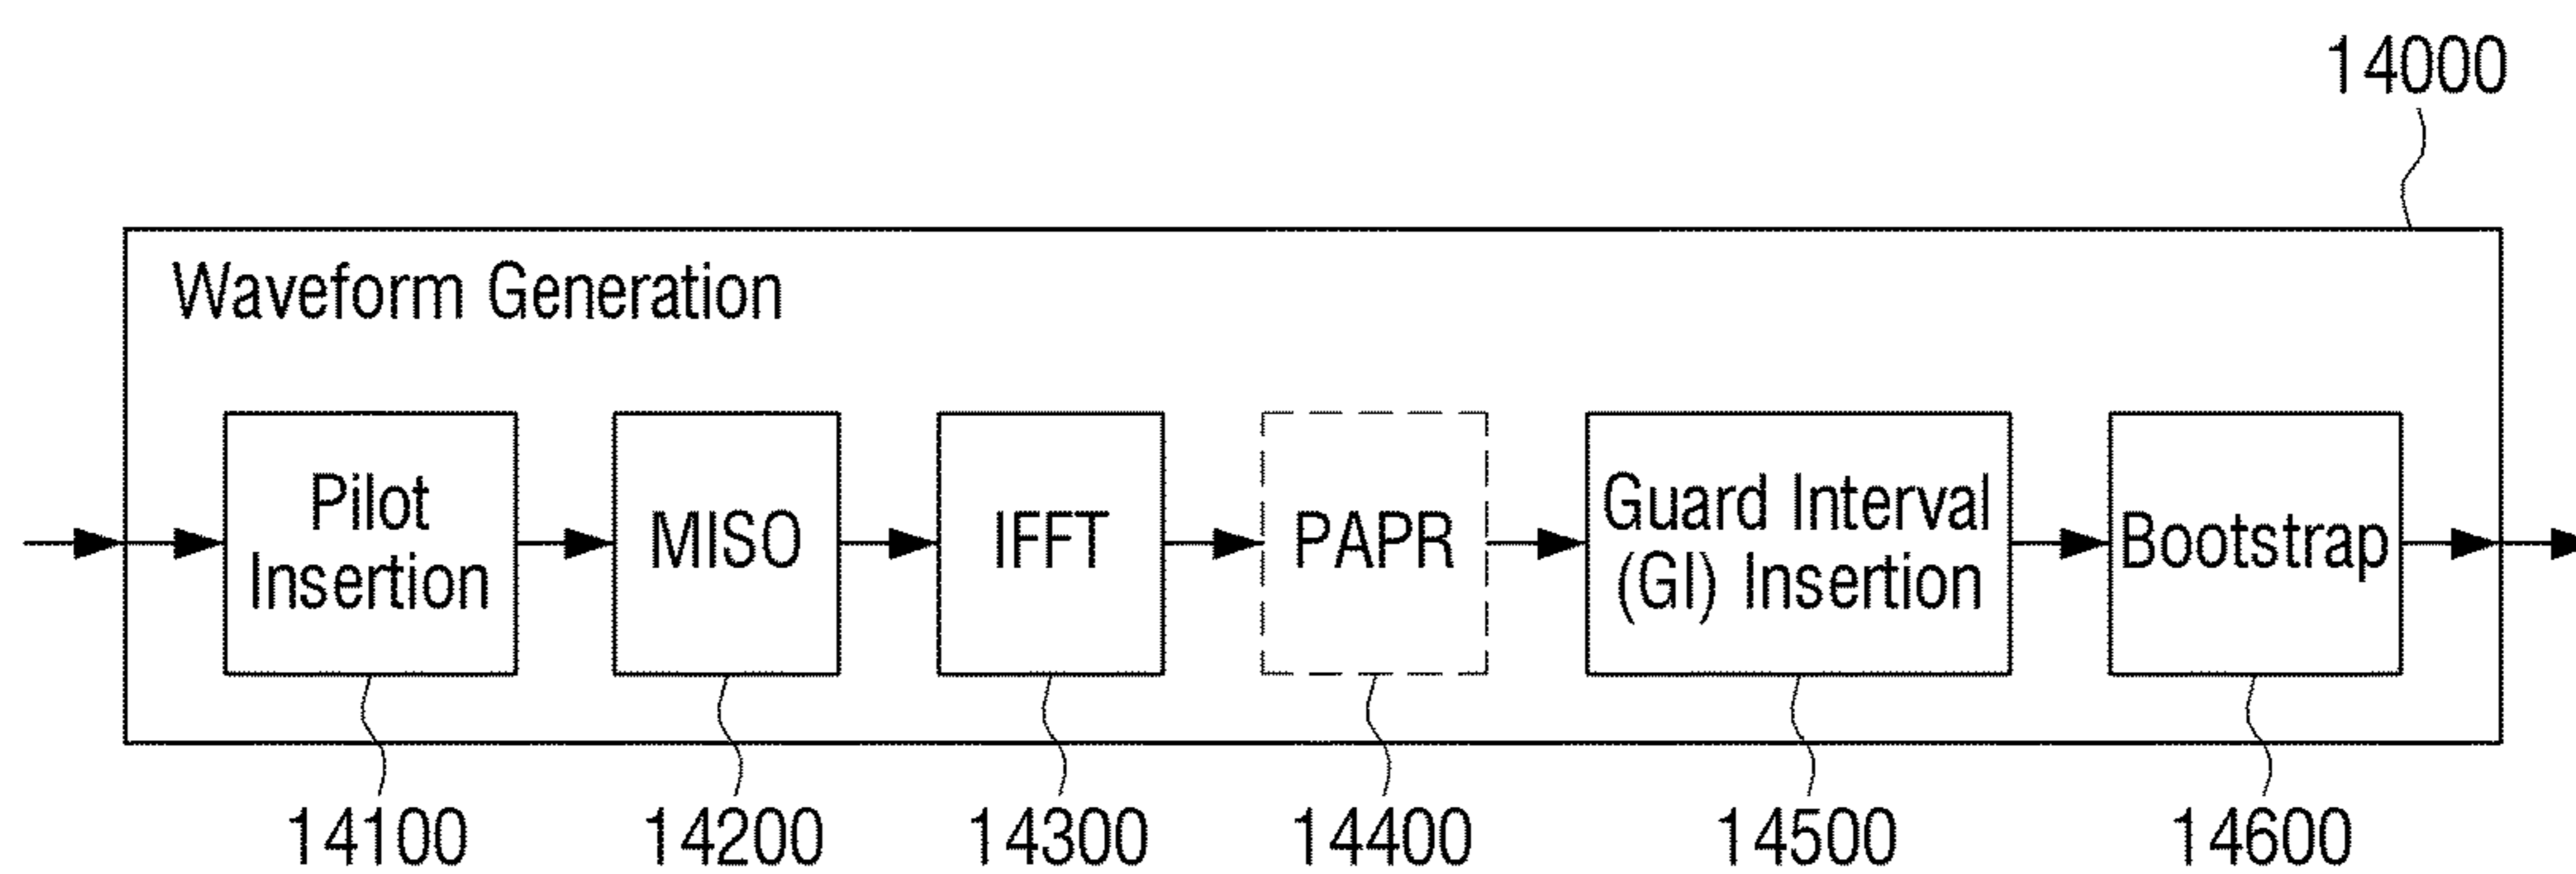 14000
Waveform Generation
Pilot
Insertion
MISO
IFFT
PAPR
Guard Interval
(GI) Insertion
Bootstrap
14100
14200
14300
14400
14500
14600